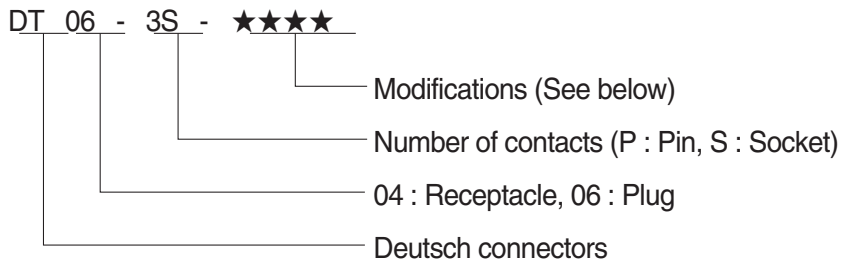 DT 06 - 3S - ★★★★
Modifications (See below)
Number of contacts (P : Pin, S : Socket)
04 : Receptacle, 06 : Plug
Deutsch connectors